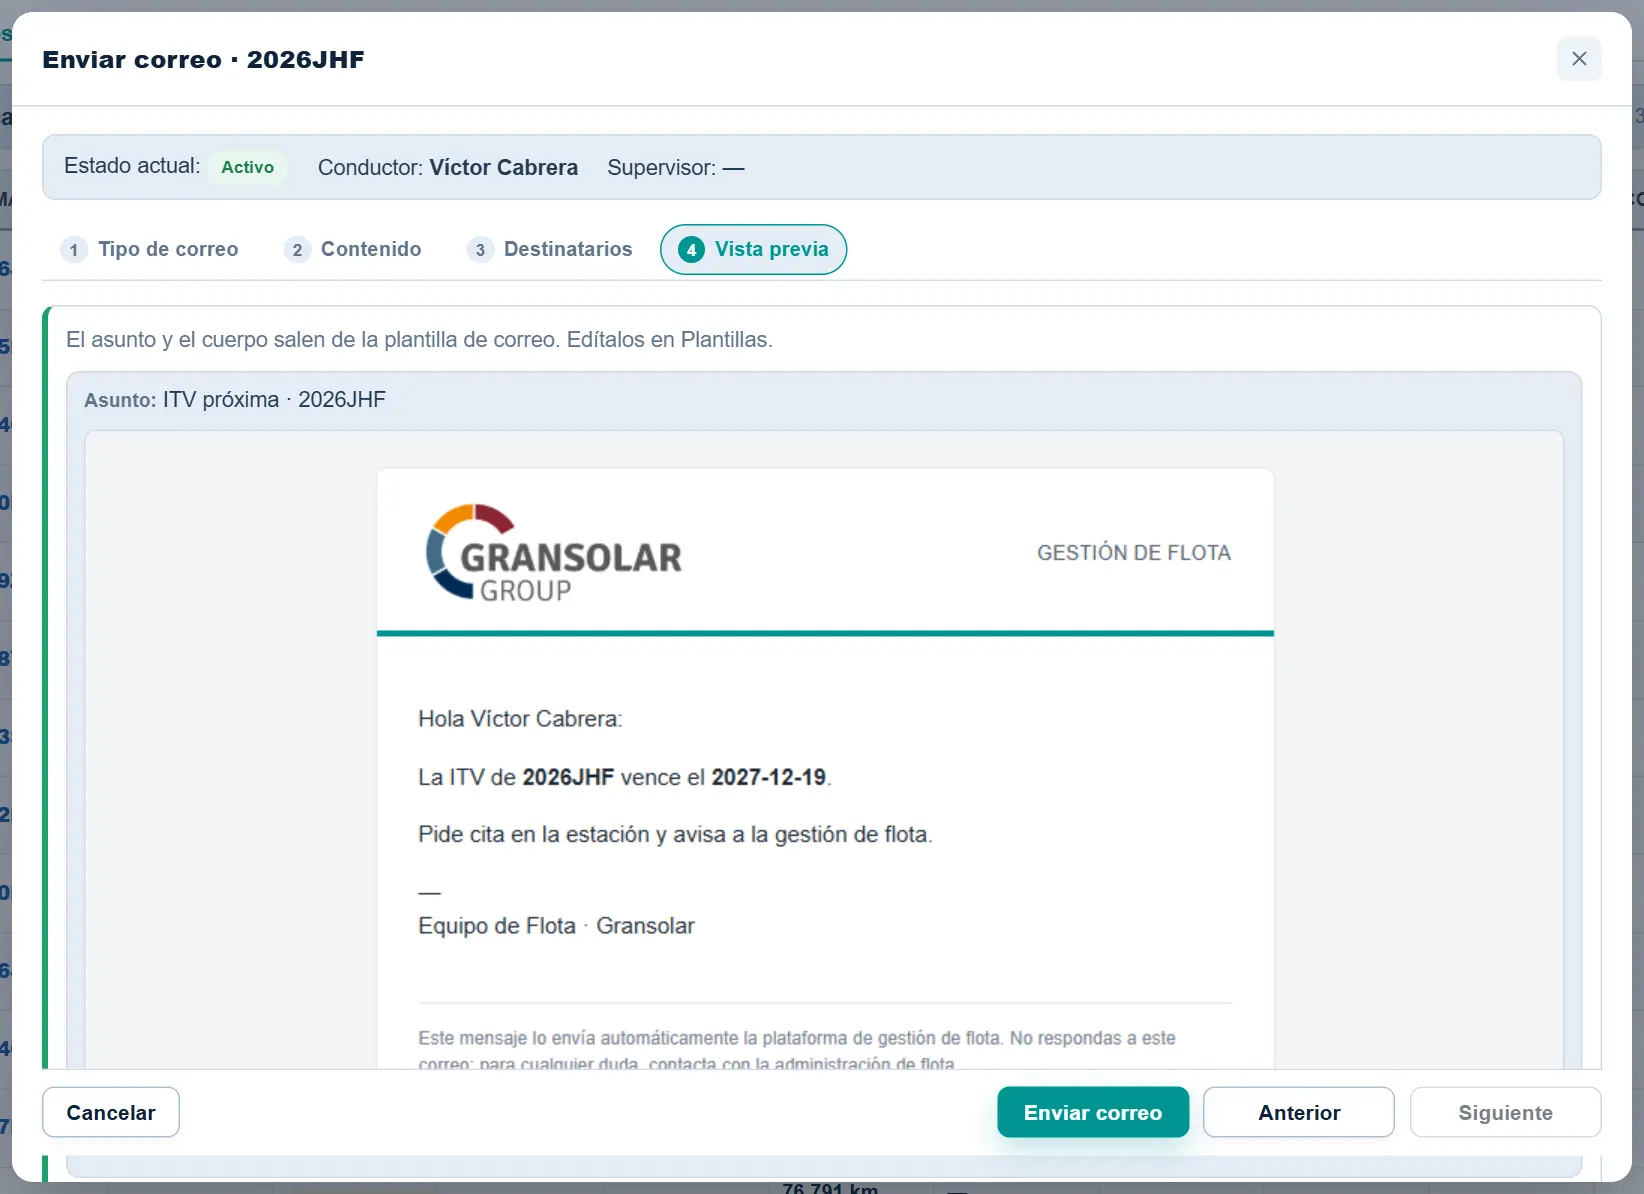 Enviar correo · 2026JHF
Estado actual: Activo Conductor: Víctor Cabrera Supervisor: —
1 Tipo de correo 2 Contenido 3 Destinatarios 4 Vista previa
El asunto y el cuerpo salen de la plantilla de correo. Edítalos en Plantillas.
Asunto: ITV próxima · 2026JHF
GRANSOLAR
GROUP
GESTIÓN DE FLOTA
Hola Víctor Cabrera:
La ITV de 2026JHF vence el 2027-12-19.
Pide cita en la estación y avisa a la gestión de flota.
—
Equipo de Flota · Gransolar
Este mensaje lo envía automáticamente la plataforma de gestión de flota. No respondas a este
correo; para cualquier duda, contacta con la administración de flota.
Cancelar Enviar correo Anterior Siguiente
76.791 km